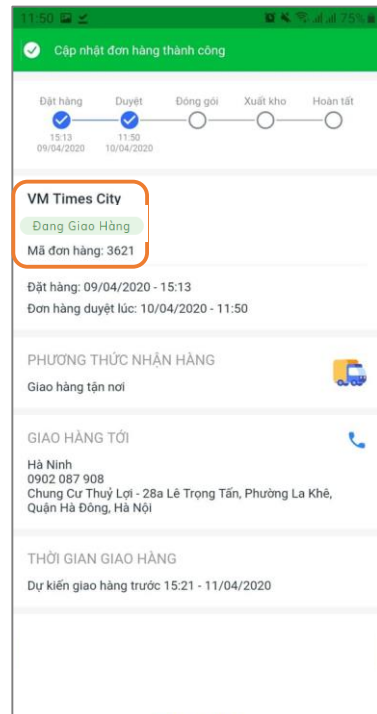 11:50 75%
Cập nhật đơn hàng thành công
Đặt hàng Duyệt Đóng gói Xuất kho Hoàn tất
15:13 11:50
09/04/2020 10/04/2020
VM Times City
Đang Giao Hàng
Mã đơn hàng: 3621
Đặt hàng: 09/04/2020 - 15:13
Đơn hàng duyệt lúc: 10/04/2020 - 11:50
PHƯƠNG THỨC NHẬN HÀNG
Giao hàng tận nơi
GIAO HÀNG TỚI
Hà Ninh
0902 087 908
Chung Cư Thuỷ Lợi - 28a Lê Trọng Tấn, Phường La Khê,
Quận Hà Đông, Hà Nội
THỜI GIAN GIAO HÀNG
Dự kiến giao hàng trước 15:21 - 11/04/2020